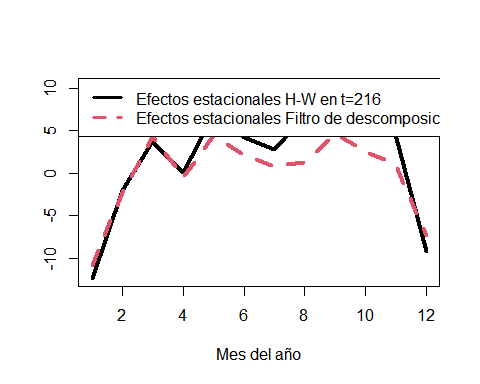 Efectos estacionales H-W en t=216
Efectos estacionales Filtro de descomposic
10
5
0
-5
-10
2 4 6 8 10 12
Mes del año